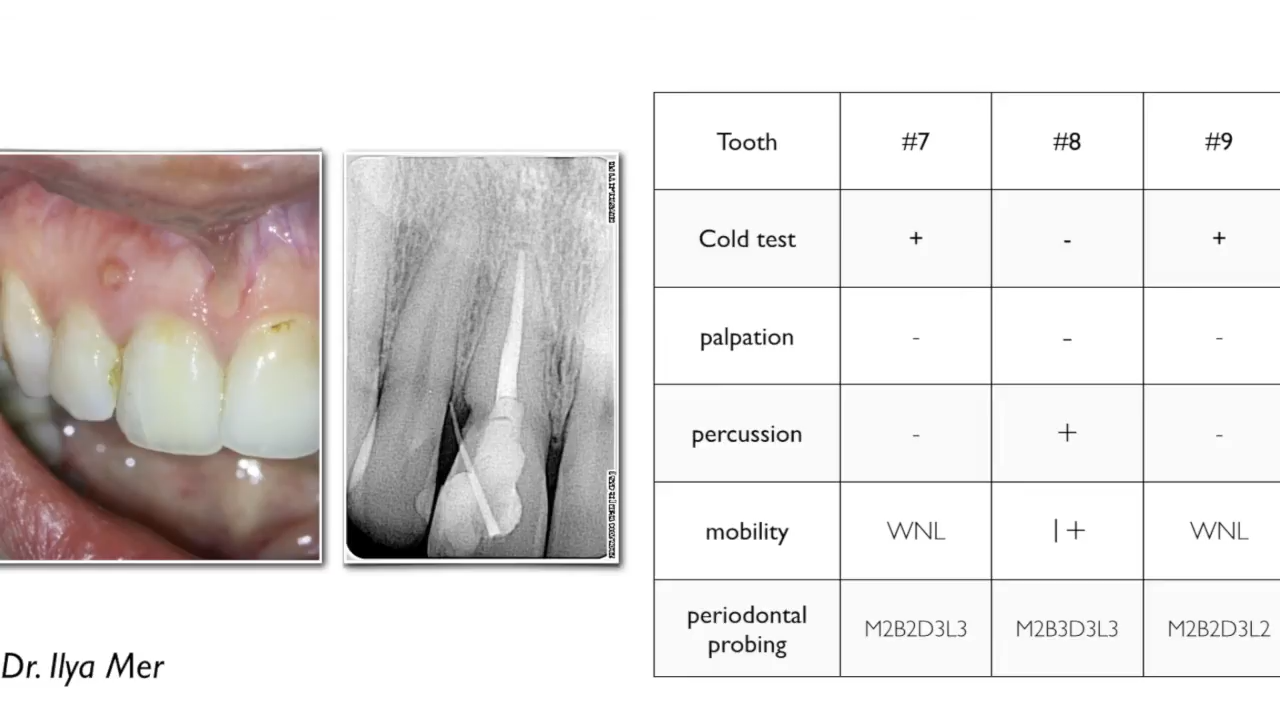 Tooth #7 #8 #9
Cold test + - +
palpation - - -
percussion - + -
mobility WNL |+ WNL
periodontal
probing M2B2D3L3 M2B3D3L3 M2B2D3L2
Dr. Ilya Mer